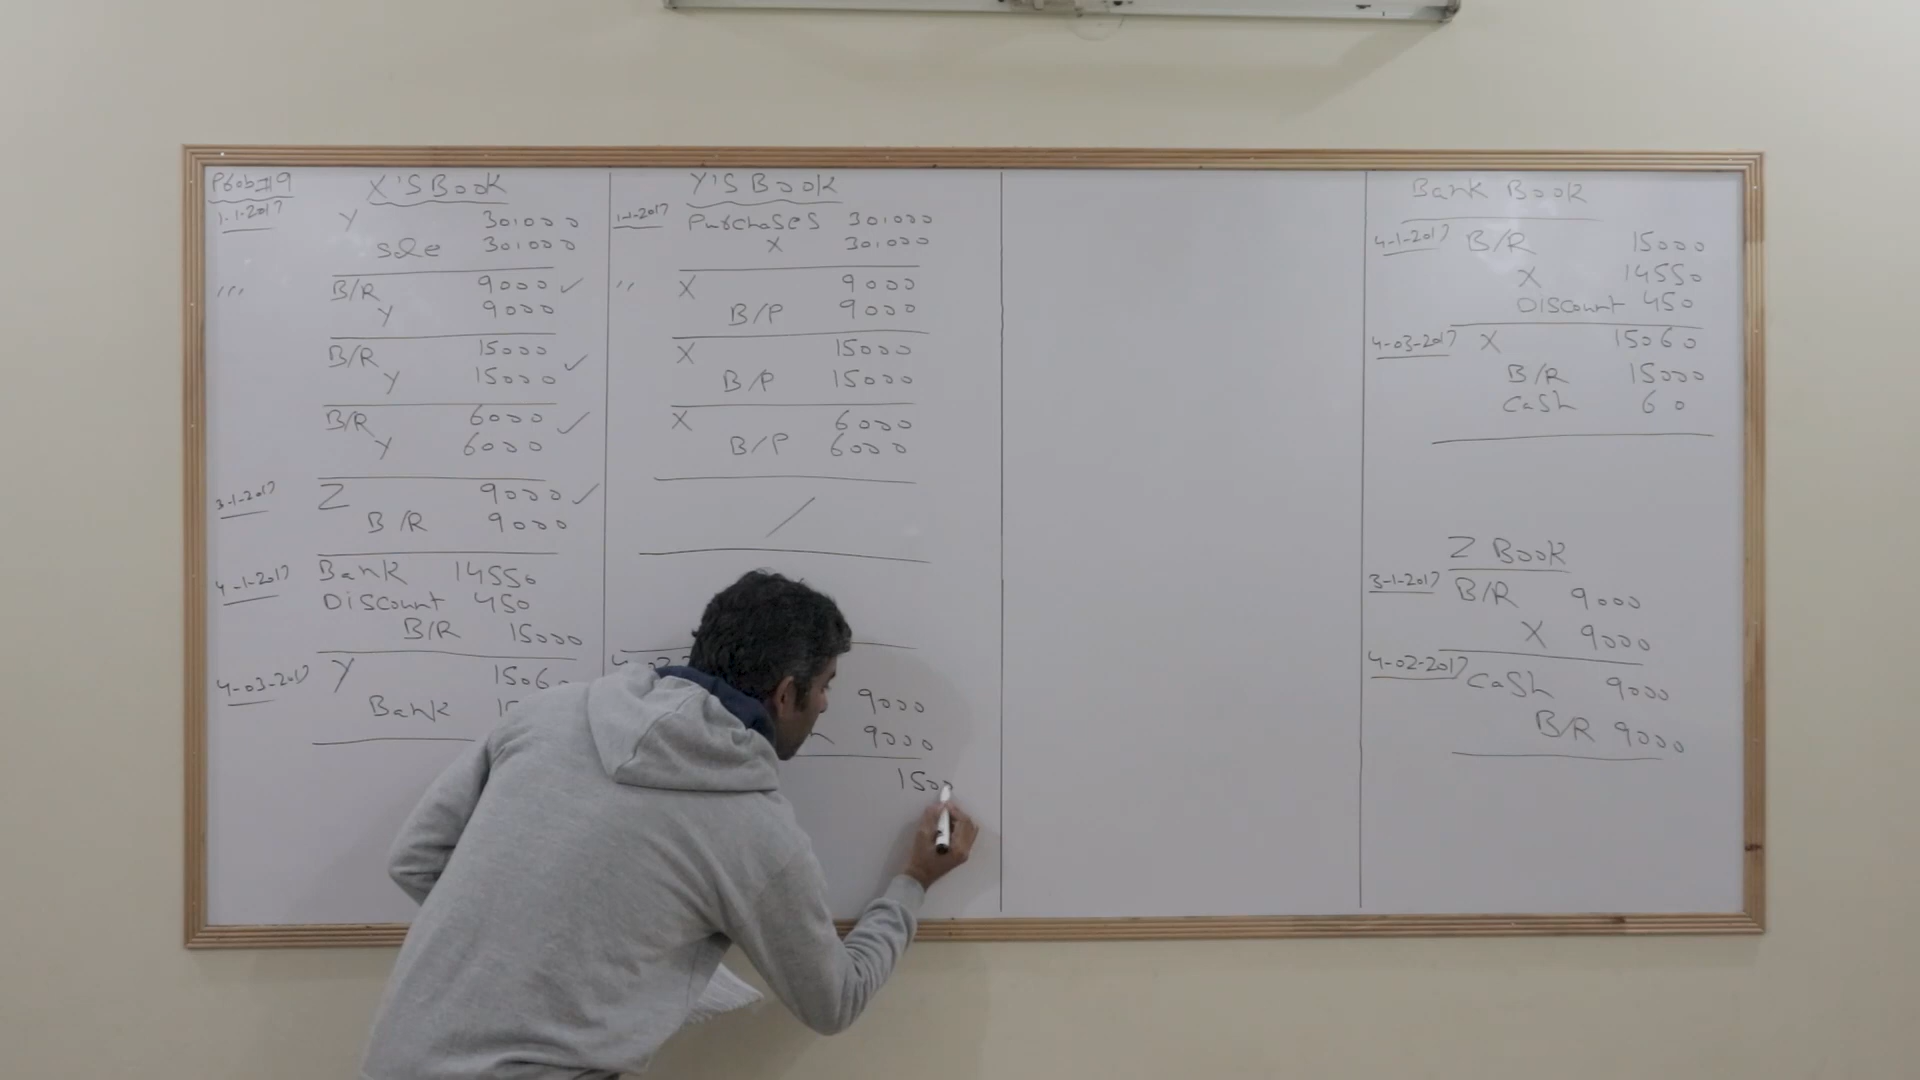 Prob#19
X'S Book
1-1-2017
Y 301000
Sale 301000
"'
B/R 9000 ✓
Y 9000
B/R 15000 ✓
Y 15000
B/R 6000 ✓
Y 6000
3-1-2017
Z 9000 ✓
B/R 9000
4-1-2017
Bank 14550
Discount 450
B/R 15000
4-03-2017
Y 1506
Bank
Y'S Book
1-1-2017
Purchases 301000
X 301000
"
X 9000
B/P 9000
X 15000
B/P 15000
X 6000
B/P 6000
/
9000
9000
1500
Bank Book
4-1-2017
B/R 15000
X 14550
Discount 450
4-03-2017
X 15060
B/R 15000
Cash 60
Z Book
3-1-2017
B/R 9000
X 9000
4-02-2017
Cash 9000
B/R 9000